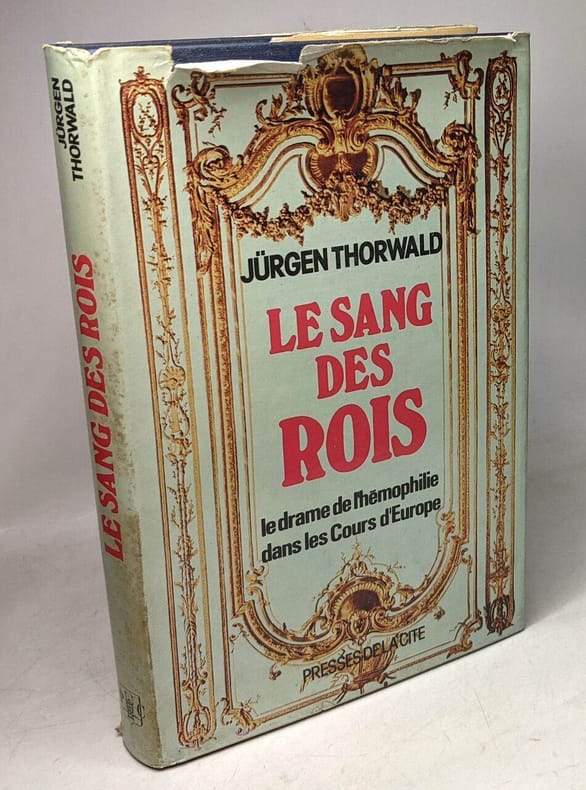 JÜRGEN
THORWALD
LE SANG DES ROIS
JÜRGEN THORWALD
LE SANG
DES
ROIS
le drame de l'hémophilie
dans les Cours d'Europe
PRESSES DE LA CITÉ